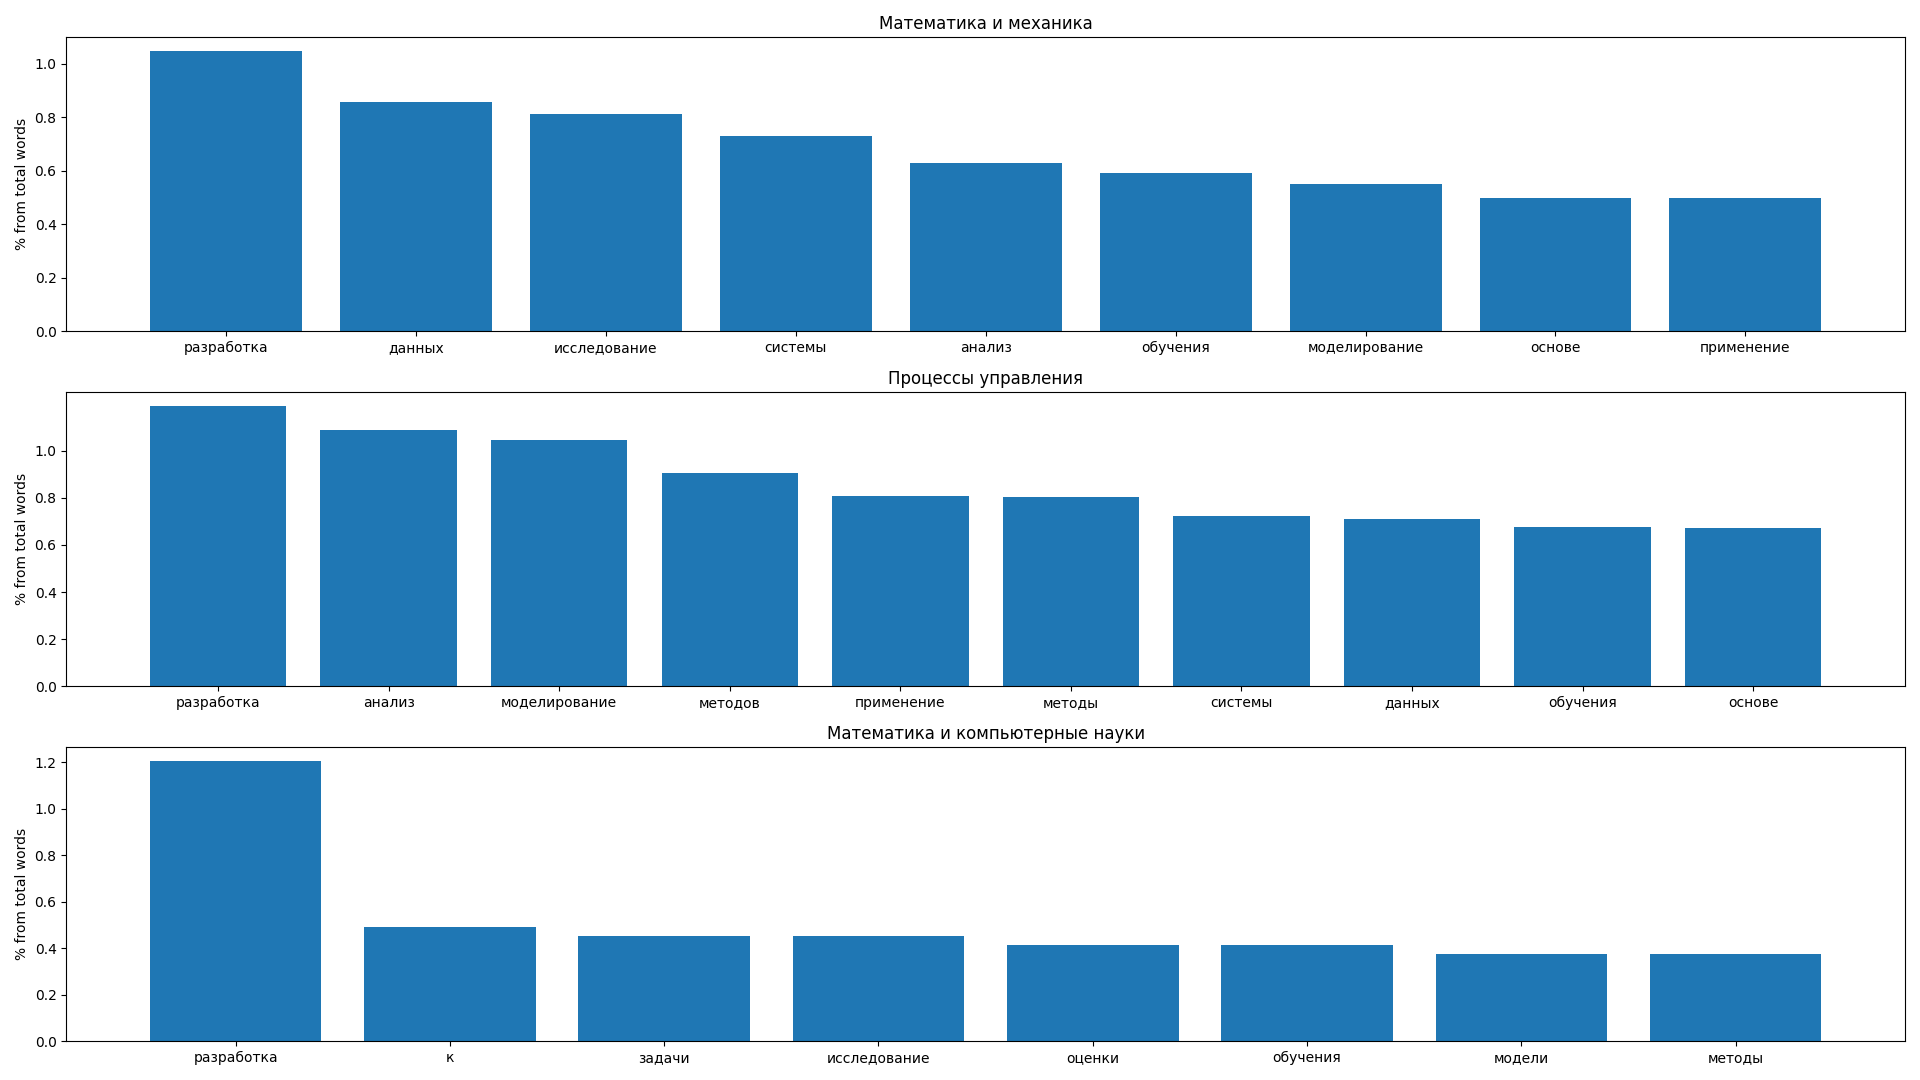 Математика и механика
% from total words
1.0
0.8
0.6
0.4
0.2
0.0
разработка данных исследование системы анализ обучения моделирование основе применение
Процессы управления
% from total words
1.0
0.8
0.6
0.4
0.2
0.0
разработка анализ моделирование методов применение методы системы данных обучения основе
Математика и компьютерные науки
% from total words
1.2
1.0
0.8
0.6
0.4
0.2
0.0
разработка к задачи исследование оценки обучения модели методы